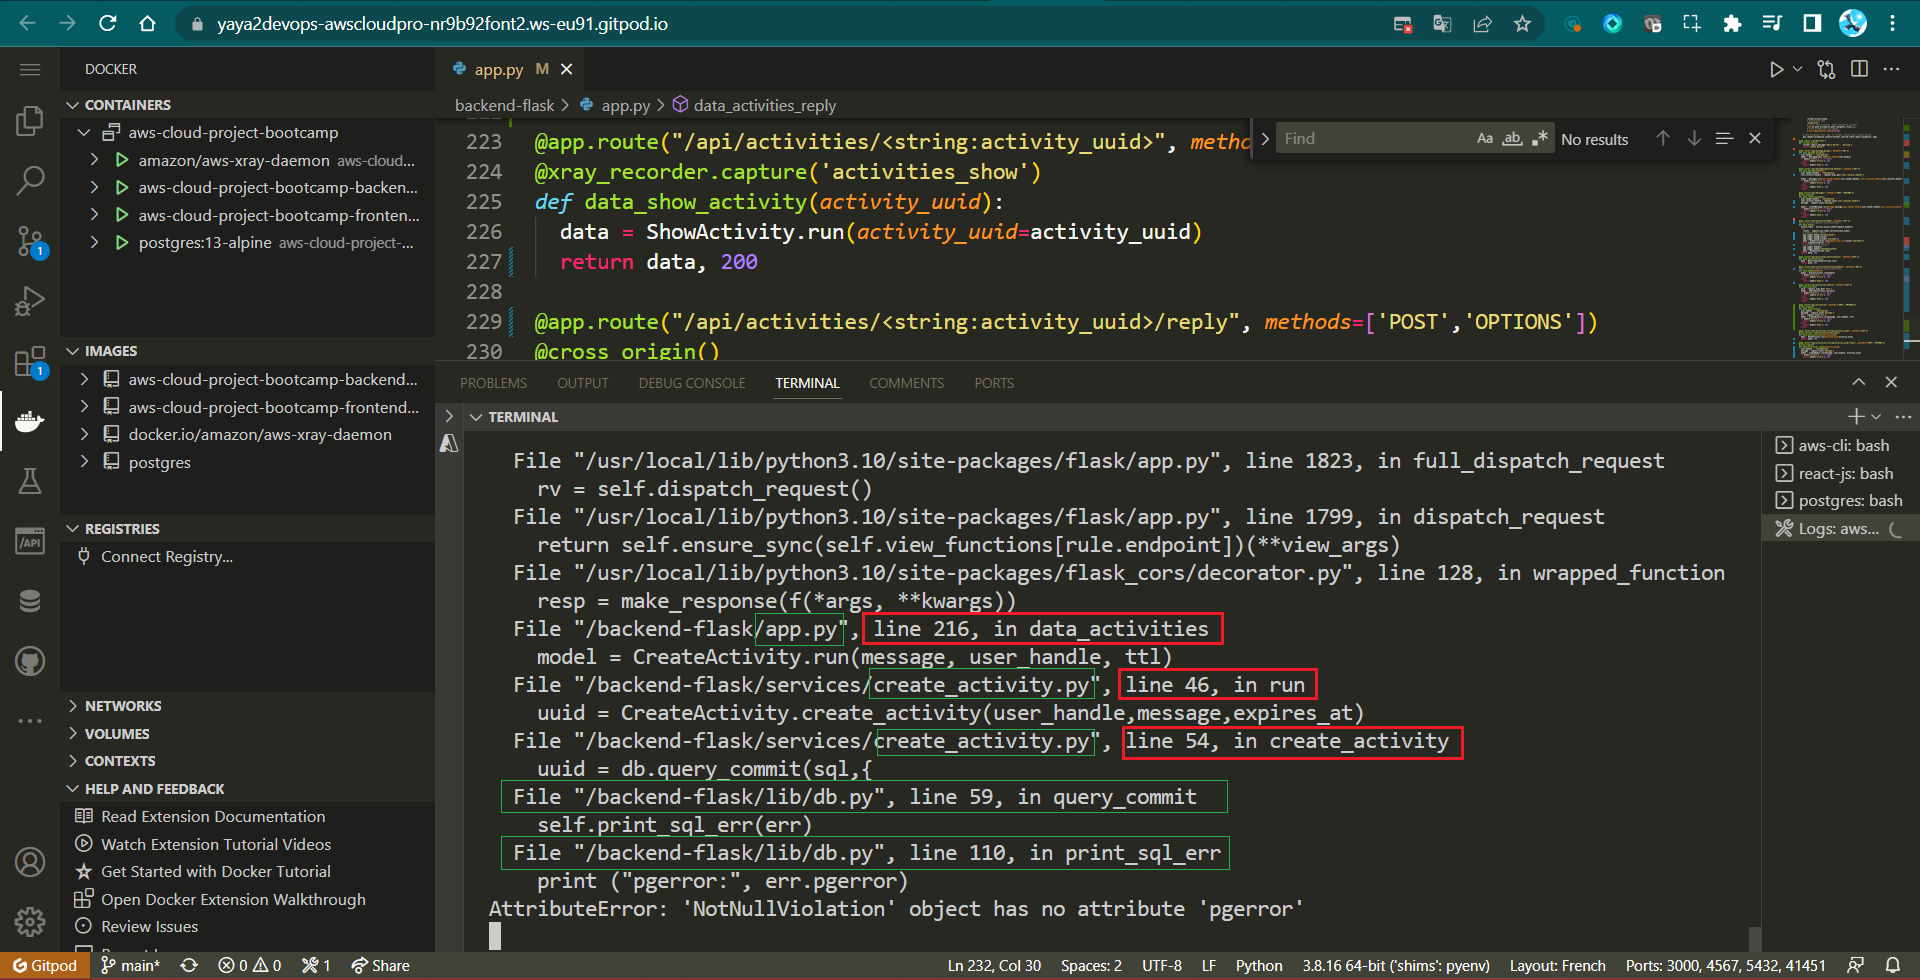 yaya2devops-awscloudpro-nr9b92font2.ws-eu91.gitpod.io
DOCKER
CONTAINERS
aws-cloud-project-bootcamp
amazon/aws-xray-daemon aws-cloud...
aws-cloud-project-bootcamp-backen...
aws-cloud-project-bootcamp-fronten...
postgres:13-alpine aws-cloud-project-...
IMAGES
aws-cloud-project-bootcamp-backend...
aws-cloud-project-bootcamp-frontend...
docker.io/amazon/aws-xray-daemon
postgres
REGISTRIES
Connect Registry...
NETWORKS
VOLUMES
CONTEXTS
HELP AND FEEDBACK
Read Extension Documentation
Watch Extension Tutorial Videos
Get Started with Docker Tutorial
Open Docker Extension Walkthrough
Review Issues
1
1
/API
app.py M
backend-flask > app.py > data_activities_reply
Find Aa ab No results
223 @app.route("/api/activities/<string:activity_uuid>", metho
224 @xray_recorder.capture('activities_show')
225 def data_show_activity(activity_uuid):
226 data = ShowActivity.run(activity_uuid=activity_uuid)
227 return data, 200
228
229 @app.route("/api/activities/<string:activity_uuid>/reply", methods=['POST','OPTIONS'])
230 @cross_origin()
PROBLEMS OUTPUT DEBUG CONSOLE TERMINAL COMMENTS PORTS
TERMINAL
File "/usr/local/lib/python3.10/site-packages/flask/app.py", line 1823, in full_dispatch_request
rv = self.dispatch_request()
File "/usr/local/lib/python3.10/site-packages/flask/app.py", line 1799, in dispatch_request
return self.ensure_sync(self.view_functions[rule.endpoint])(**view_args)
File "/usr/local/lib/python3.10/site-packages/flask_cors/decorator.py", line 128, in wrapped_function
resp = make_response(f(*args, **kwargs))
File "/backend-flask/app.py", line 216, in data_activities
model = CreateActivity.run(message, user_handle, ttl)
File "/backend-flask/services/create_activity.py", line 46, in run
uuid = CreateActivity.create_activity(user_handle,message,expires_at)
File "/backend-flask/services/create_activity.py", line 54, in create_activity
uuid = db.query_commit(sql,{
File "/backend-flask/lib/db.py", line 59, in query_commit
self.print_sql_err(err)
File "/backend-flask/lib/db.py", line 110, in print_sql_err
print ("pgerror:", err.pgerror)
AttributeError: 'NotNullViolation' object has no attribute 'pgerror'
aws-cli: bash
react-js: bash
postgres: bash
Logs: aws...
Gitpod main* 0 0 1 Share Ln 232, Col 30 Spaces: 2 UTF-8 LF Python 3.8.16 64-bit ('shims': pyenv) Layout: French Ports: 3000, 4567, 5432, 41451